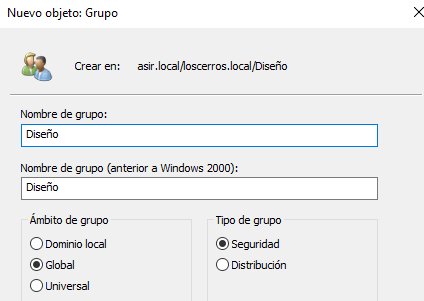 Nuevo objeto: Grupo
Crear en: asir.local/loscerros.local/Diseño
Nombre de grupo:
Diseño
Nombre de grupo (anterior a Windows 2000):
Diseño
Ámbito de grupo
Dominio local
Global
Universal
Tipo de grupo
Seguridad
Distribución